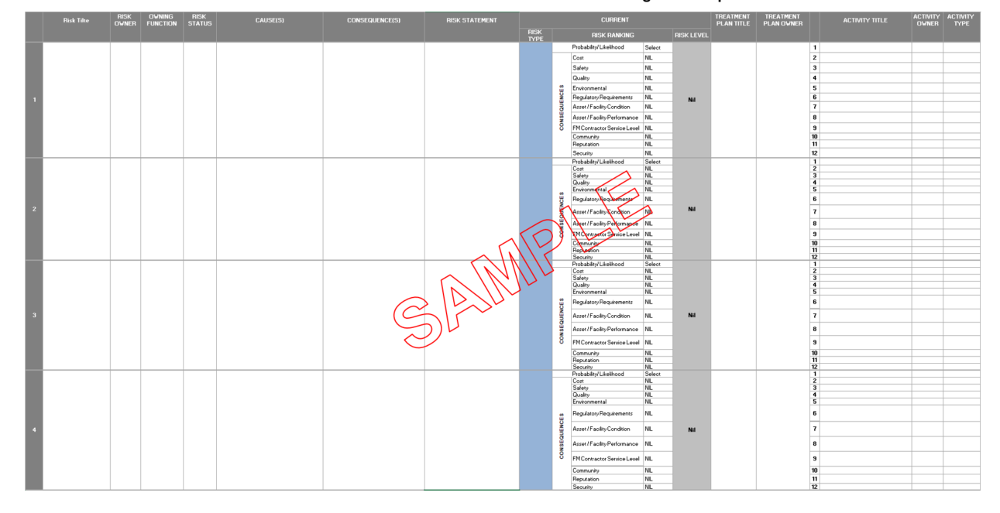 Risk Tilte RISK OWNER OWNING FUNCTION RISK STATUS CAUSE(S) CONSEQUENCE(S) RISK STATEMENT CURRENT TREATMENT PLAN TITLE TREATMENT PLAN OWNER ACTIVITY TITLE ACTIVITY OWNER ACTIVITY TYPE
RISK TYPE RISK RANKING RISK LEVEL
1
CONSEQUENCES
Probability/ Likelihood Select 1
Cost NIL 2
Safety NIL 3
Quality NIL 4
Environmental NIL 5
Regulatory Requirements NIL 6
Nil
Asset / Facility Condition NIL 7
Asset / Facility Performance NIL 8
FM Contractor Service Level NIL 9
Community NIL 10
Reputation NIL 11
Security NIL 12
2
CONSEQUENCES
Probability/ Likelihood Select 1
Cost NIL 2
Safety NIL 3
Quality NIL 4
Environmental NIL 5
Regulatory Requirements NIL 6
Asset / Facility Condition NIL 7
Nil
Asset / Facility Performance NIL 8
FM Contractor Service Level NIL 9
Community NIL 10
Reputation NIL 11
Security NIL 12
SAMPLE
3
CONSEQUENCES
Probability/ Likelihood Select 1
Cost NIL 2
Safety NIL 3
Quality NIL 4
Environmental NIL 5
Regulatory Requirements NIL 6
Asset / Facility Condition NIL 7
Nil
Asset / Facility Performance NIL 8
FM Contractor Service Level NIL 9
Community NIL 10
Reputation NIL 11
Security NIL 12
4
CONSEQUENCES
Probability/ Likelihood Select 1
Cost NIL 2
Safety NIL 3
Quality NIL 4
Environmental NIL 5
Regulatory Requirements NIL 6
Asset / Facility Condition NIL 7
Nil
Asset / Facility Performance NIL 8
FM Contractor Service Level NIL 9
Community NIL 10
Reputation NIL 11
Security NIL 12